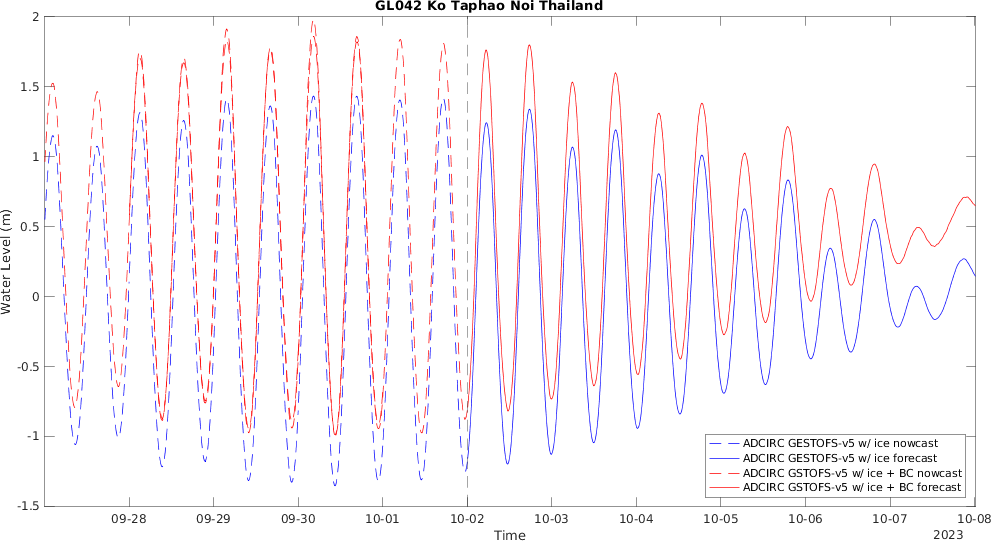 GL042 Ko Taphao Noi Thailand
2
1.5
1
0.5
0
-0.5
-1
-1.5
Water Level (m)
09-28 09-29 09-30 10-01 10-02 10-03 10-04 10-05 10-06 10-07 10-08
Time
2023
ADCIRC GESTOFS-v5 w/ ice nowcast
ADCIRC GESTOFS-v5 w/ ice forecast
ADCIRC GSTOFS-v5 w/ ice + BC nowcast
ADCIRC GSTOFS-v5 w/ ice + BC forecast